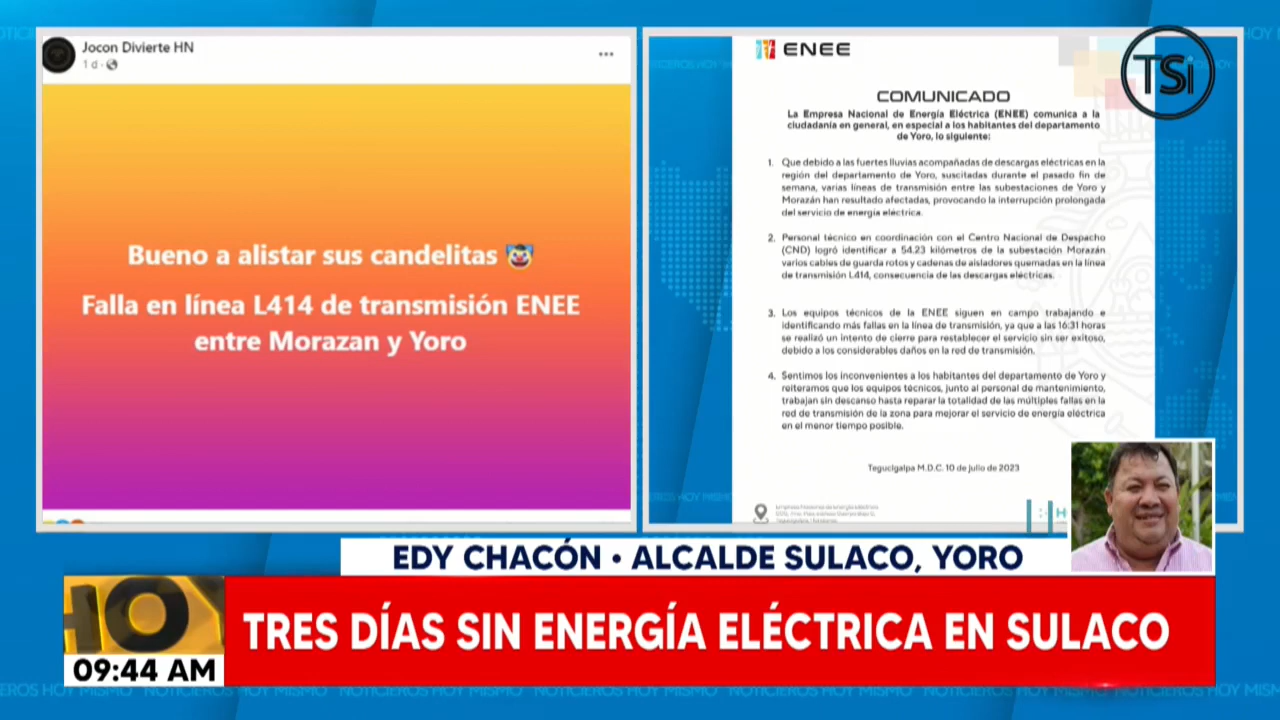 Jocon Divierte HN
1 d
Bueno a alistar sus candelitas
Falla en línea L414 de transmisión ENEE
entre Morazan y Yoro
ENEE
TSi
COMUNICADO
La Empresa Nacional de Energía Eléctrica (ENEE) comunica a la
ciudadanía en general, en especial a los habitantes del departamento
de Yoro, lo siguiente:
1. Que debido a las fuertes lluvias acompañadas de descargas eléctricas en la
región del departamento de Yoro, suscitadas durante el pasado fin de
semana, varias líneas de transmisión entre las subestaciones de Yoro y
Morazán han resultado afectadas, provocando la interrupción prolongada
del servicio de energía eléctrica.
2. Personal técnico en coordinación con el Centro Nacional de Despacho
(CND) logró identificar a 54.23 kilómetros de la subestación Morazán
varios cables de guarda rotos y cadenas de aisladores quemadas en la línea
de transmisión L414, consecuencia de las descargas eléctricas.
3. Los equipos técnicos de la ENEE siguen en campo trabajando e
identificando más fallas en la línea de transmisión, ya que a las 16:31 horas
se realizó un intento de cierre para restablecer el servicio sin ser exitoso,
debido a los considerables daños en la red de transmisión.
4. Sentimos los inconvenientes a los habitantes del departamento de Yoro y
reiteramos que los equipos técnicos, junto al personal de mantenimiento,
trabajan sin descanso hasta reparar la totalidad de las múltiples fallas en la
red de transmisión de la zona para mejorar el servicio de energía eléctrica
en el menor tiempo posible.
Tegucigalpa M.D.C. 10 de julio de 2023
EDY CHACÓN • ALCALDE SULACO, YORO
HOY
TRES DÍAS SIN ENERGÍA ELÉCTRICA EN SULACO
09:44 AM
NOTICIEROS HOY MISMO